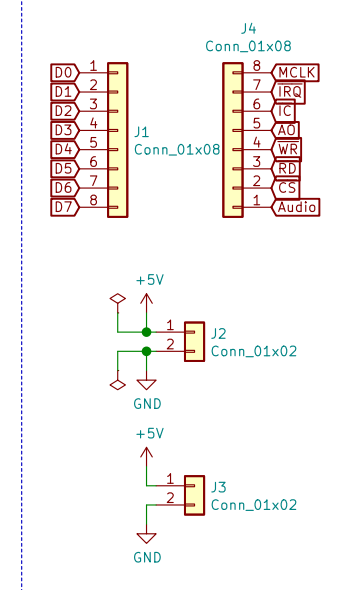 J4
Conn_01x08
D0 1
D1 2
D2 3
D3 4
D4 5
D5 6
D6 7
D7 8
J1
Conn_01x08
8 MCLK
7 IRQ
6 IC
5 A0
4 WR
3 RD
2 CS
1 Audio
+5V
1
2
J2
Conn_01x02
GND
+5V
1
2
J3
Conn_01x02
GND